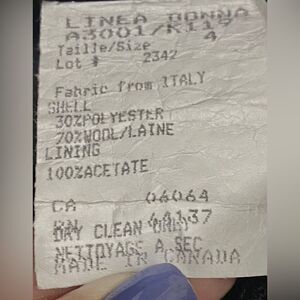 LINEA DONNA
A3001/K119
Taille/Size 4
Lot # 2342
Fabric from ITALY
SHELL
30%POLYESTER
70%WOOL/LAINE
LINING
100%ACETATE
CA 06064
RN 44137
DRY CLEAN ONLY
NETTOYAGE A SEC
MADE IN CANADA